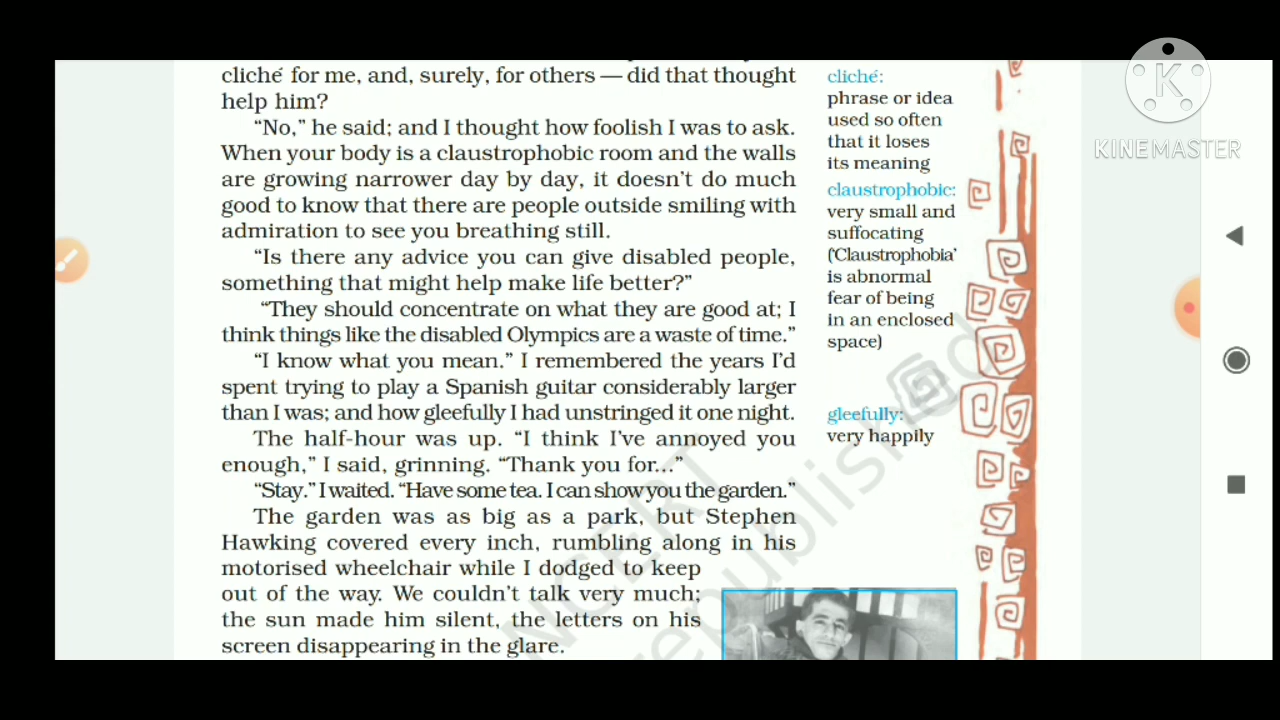 cliché for me, and, surely, for others — did that thought
help him?
“No,” he said; and I thought how foolish I was to ask.
When your body is a claustrophobic room and the walls
are growing narrower day by day, it doesn’t do much
good to know that there are people outside smiling with
admiration to see you breathing still.
“Is there any advice you can give disabled people,
something that might help make life better?”
“They should concentrate on what they are good at; I
think things like the disabled Olympics are a waste of time.”
“I know what you mean.” I remembered the years I’d
spent trying to play a Spanish guitar considerably larger
than I was; and how gleefully I had unstringed it one night.
The half-hour was up. “I think I’ve annoyed you
enough,” I said, grinning. “Thank you for...”
“Stay.” I waited. “Have some tea. I can show you the garden.”
The garden was as big as a park, but Stephen
Hawking covered every inch, rumbling along in his
motorised wheelchair while I dodged to keep
out of the way. We couldn’t talk very much;
the sun made him silent, the letters on his
screen disappearing in the glare.
cliché:
phrase or idea
used so often
that it loses
its meaning
claustrophobic:
very small and
suffocating
(‘Claustrophobia’
is abnormal
fear of being
in an enclosed
space)
gleefully:
very happily
K
KINEMASTER
NCERT
republished